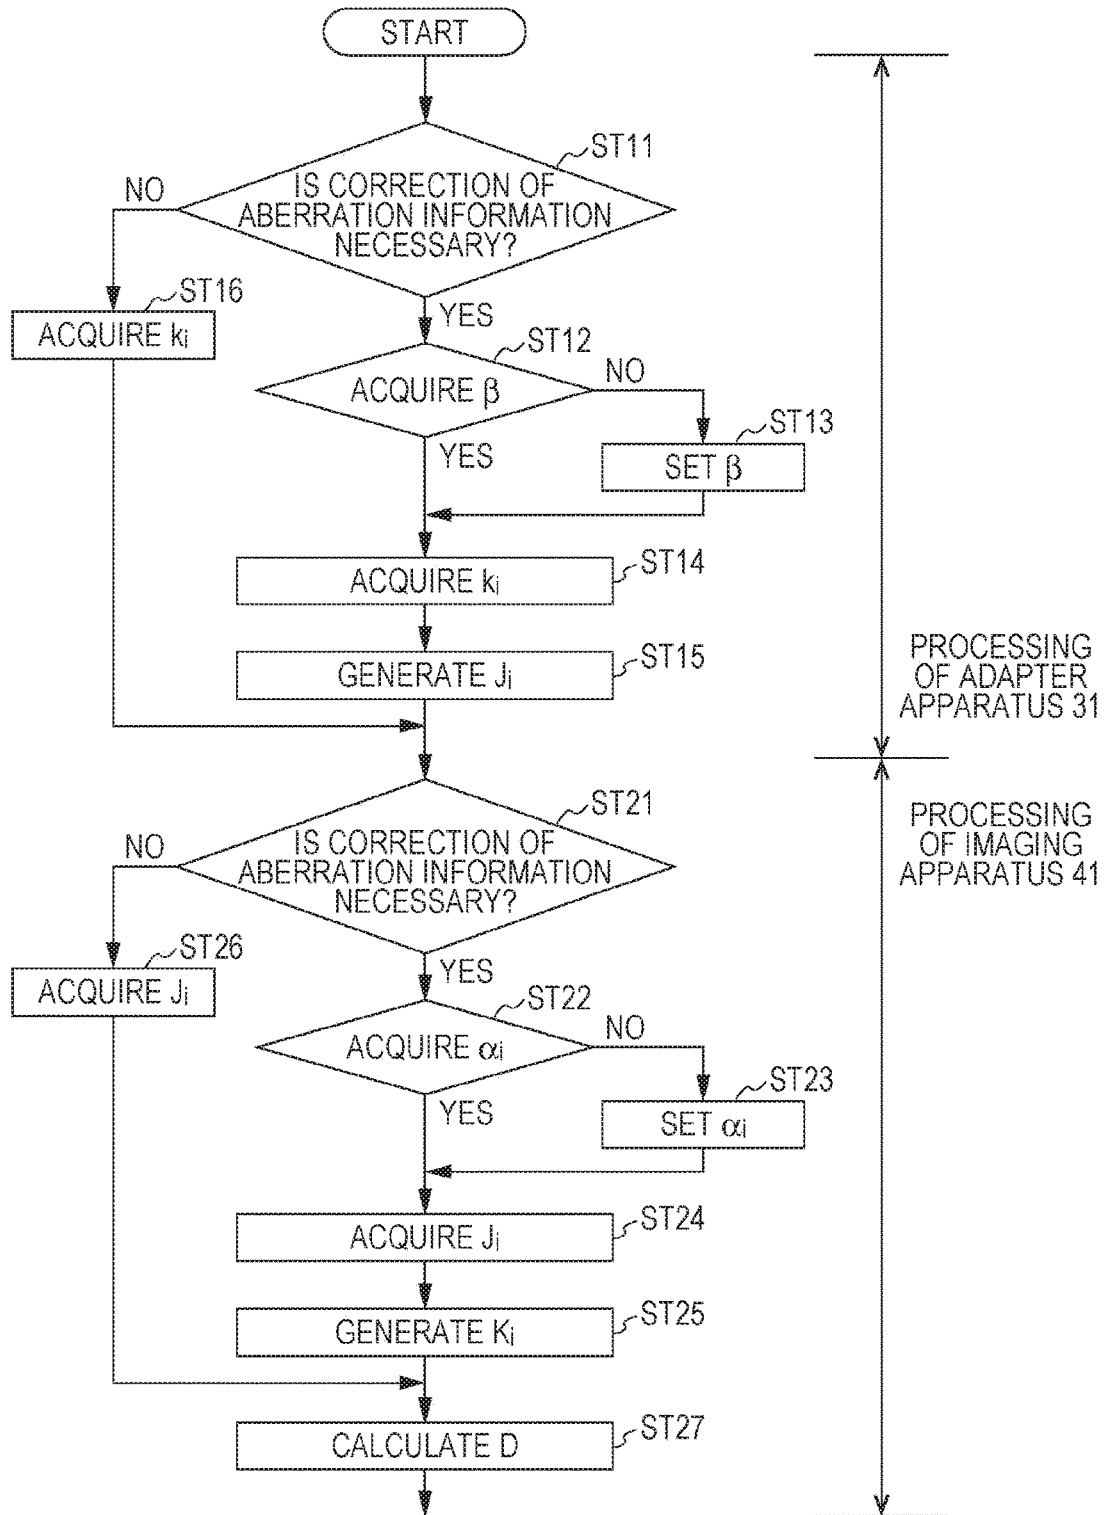 START
ST11
IS CORRECTION OF
ABERRATION INFORMATION
NECESSARY?
NO
YES
ST16
ACQUIRE ki
ST12
ACQUIRE β
NO
YES
ST13
SET β
ST14
ACQUIRE ki
ST15
GENERATE Ji
PROCESSING
OF ADAPTER
APPARATUS 31
ST21
IS CORRECTION OF
ABERRATION INFORMATION
NECESSARY?
NO
YES
PROCESSING
OF IMAGING
APPARATUS 41
ST26
ACQUIRE Ji
ST22
ACQUIRE αi
NO
YES
ST23
SET αi
ST24
ACQUIRE Ji
ST25
GENERATE Ki
ST27
CALCULATE D